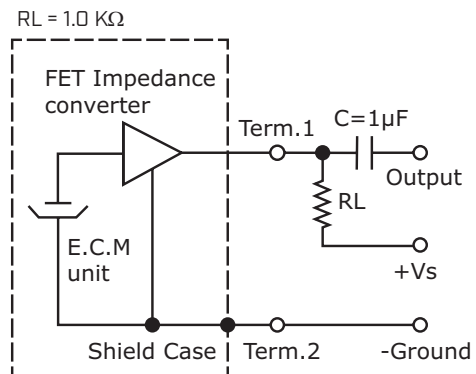 RL = 1.0 KΩ
FET Impedance
converter
Term.1
C=1µF
Output
RL
E.C.M
unit
+Vs
Shield Case
Term.2
-Ground